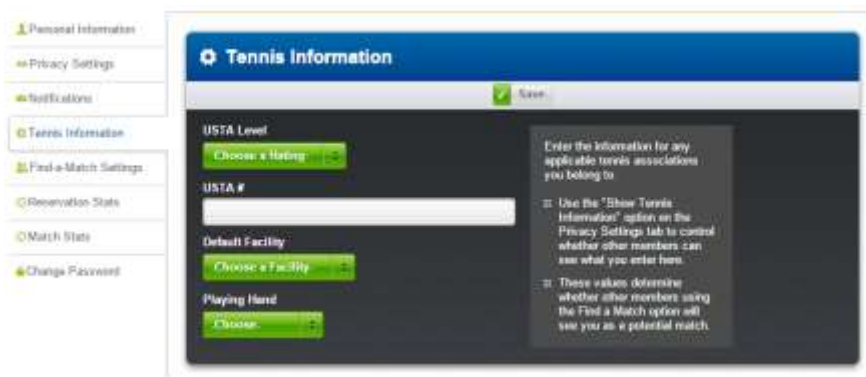 Personal Information
Privacy Settings
Notifications
Tennis Information
Find-a-Match Settings
Reservation Stats
Match Stats
Change Password
Tennis Information
Save
USTA Level
Choose a Rating
USTA #
Default Facility
Choose a Facility
Playing Hand
Choose
Enter the information for any
applicable tennis associations
you belong to
Use the "Show Tennis
Information" option on the
Privacy Settings tab to control
whether other members can
see what you enter here.
These values determine
whether other members using
the Find a Match option will
see you as a potential match.